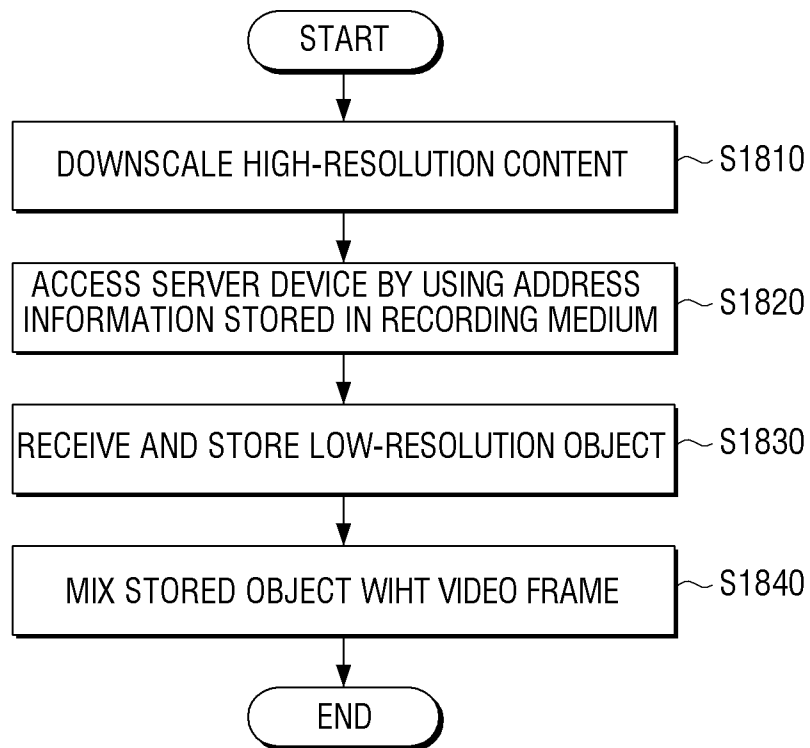 START
DOWNSCALE HIGH-RESOLUTION CONTENT
S1810
ACCESS SERVER DEVICE BY USING ADDRESS
INFORMATION STORED IN RECORDING MEDIUM
S1820
RECEIVE AND STORE LOW-RESOLUTION OBJECT
S1830
MIX STORED OBJECT WIHT VIDEO FRAME
S1840
END